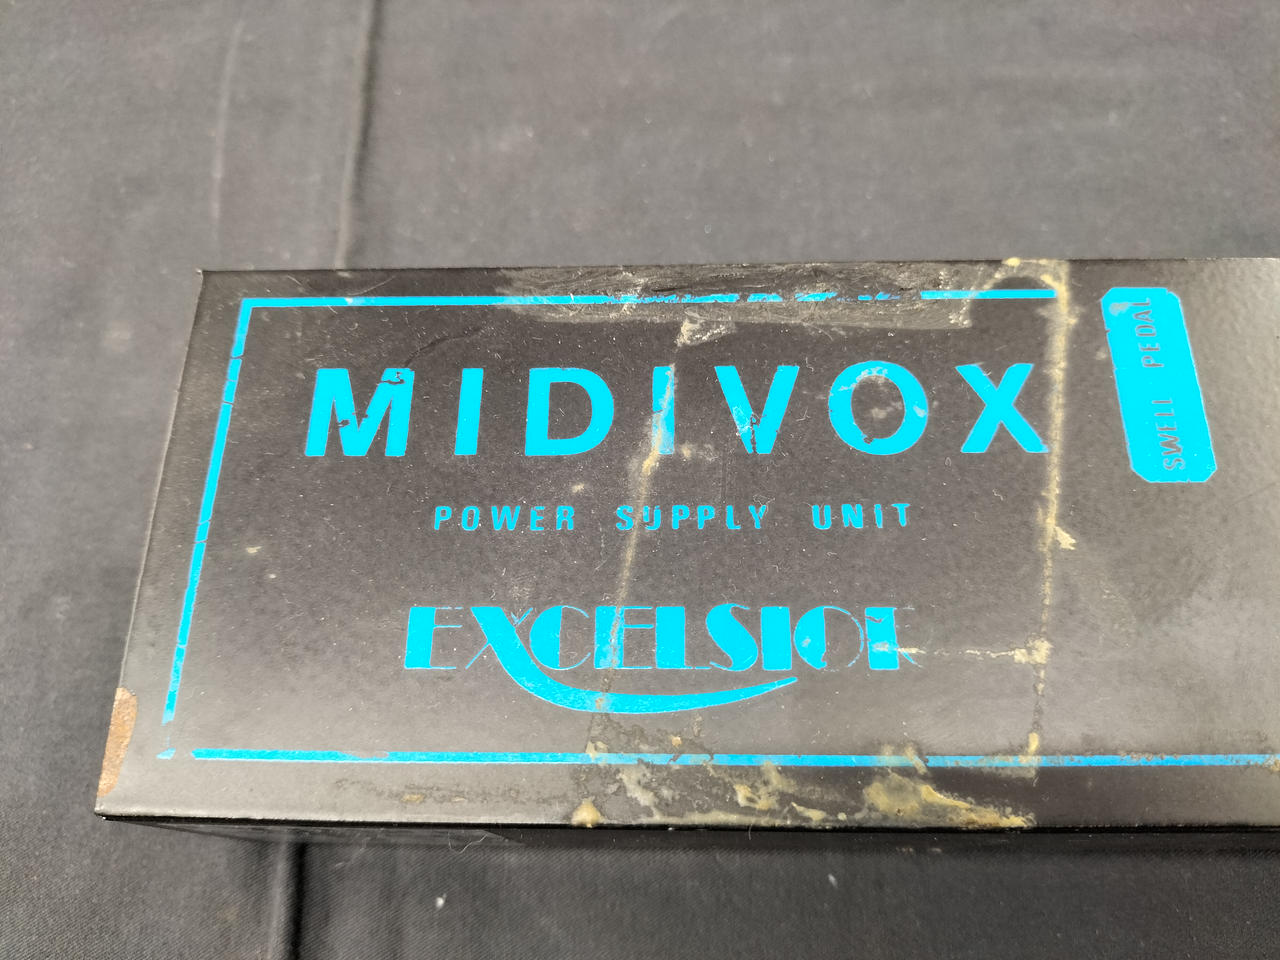 MIDIVOX
POWER SUPPLY UNIT
EXCELSIOR
SWELL PEDAL